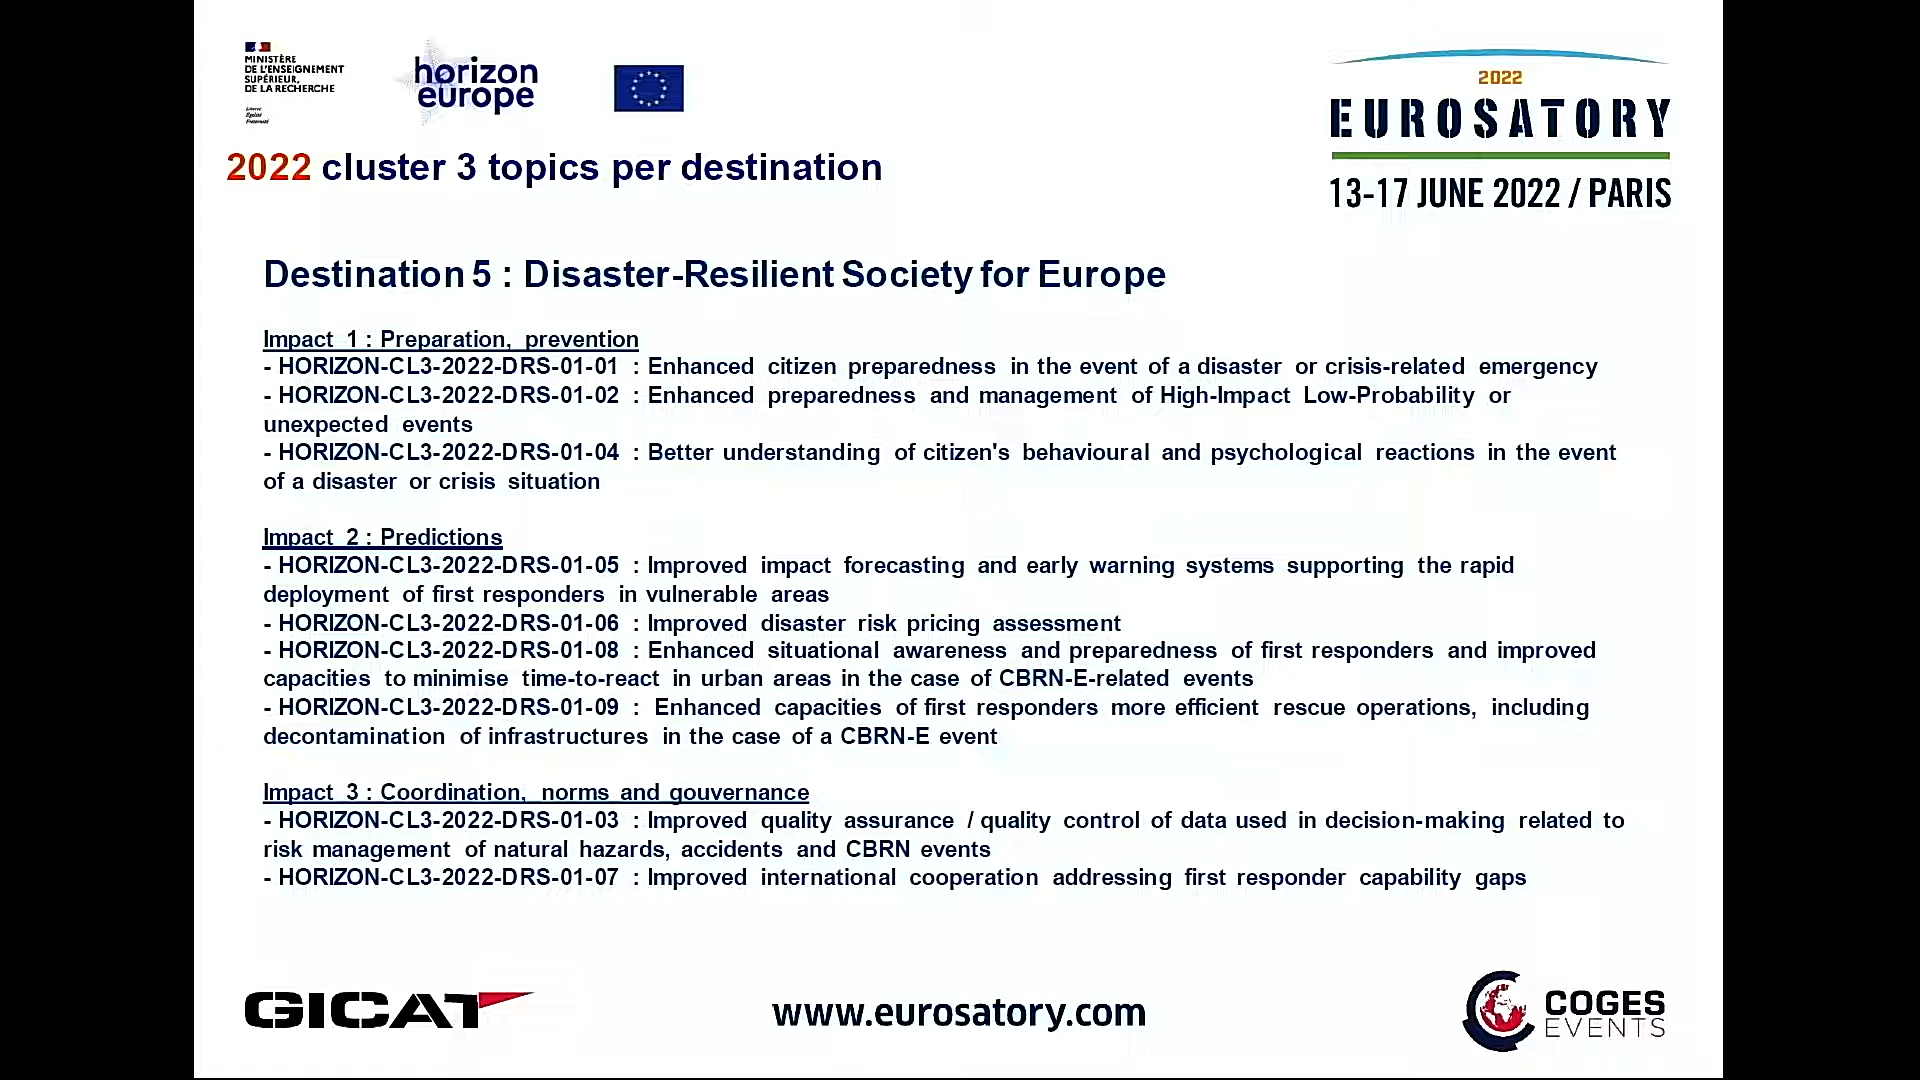 MINISTÈRE
DE L'ENSEIGNEMENT
SUPÉRIEUR,
DE LA RECHERCHE
Liberté
Égalité
Fraternité
horizon
europe
2022
EUROSATORY
13-17 JUNE 2022 / PARIS
2022 cluster 3 topics per destination
Destination 5 : Disaster-Resilient Society for Europe
Impact 1 : Preparation, prevention
- HORIZON-CL3-2022-DRS-01-01 : Enhanced citizen preparedness in the event of a disaster or crisis-related emergency
- HORIZON-CL3-2022-DRS-01-02 : Enhanced preparedness and management of High-Impact Low-Probability or
unexpected events
- HORIZON-CL3-2022-DRS-01-04 : Better understanding of citizen's behavioural and psychological reactions in the event
of a disaster or crisis situation
Impact 2 : Predictions
- HORIZON-CL3-2022-DRS-01-05 : Improved impact forecasting and early warning systems supporting the rapid
deployment of first responders in vulnerable areas
- HORIZON-CL3-2022-DRS-01-06 : Improved disaster risk pricing assessment
- HORIZON-CL3-2022-DRS-01-08 : Enhanced situational awareness and preparedness of first responders and improved
capacities to minimise time-to-react in urban areas in the case of CBRN-E-related events
- HORIZON-CL3-2022-DRS-01-09 : Enhanced capacities of first responders more efficient rescue operations, including
decontamination of infrastructures in the case of a CBRN-E event
Impact 3 : Coordination, norms and gouvernance
- HORIZON-CL3-2022-DRS-01-03 : Improved quality assurance / quality control of data used in decision-making related to
risk management of natural hazards, accidents and CBRN events
- HORIZON-CL3-2022-DRS-01-07 : Improved international cooperation addressing first responder capability gaps
GICAT
www.eurosatory.com
COGES
EVENTS